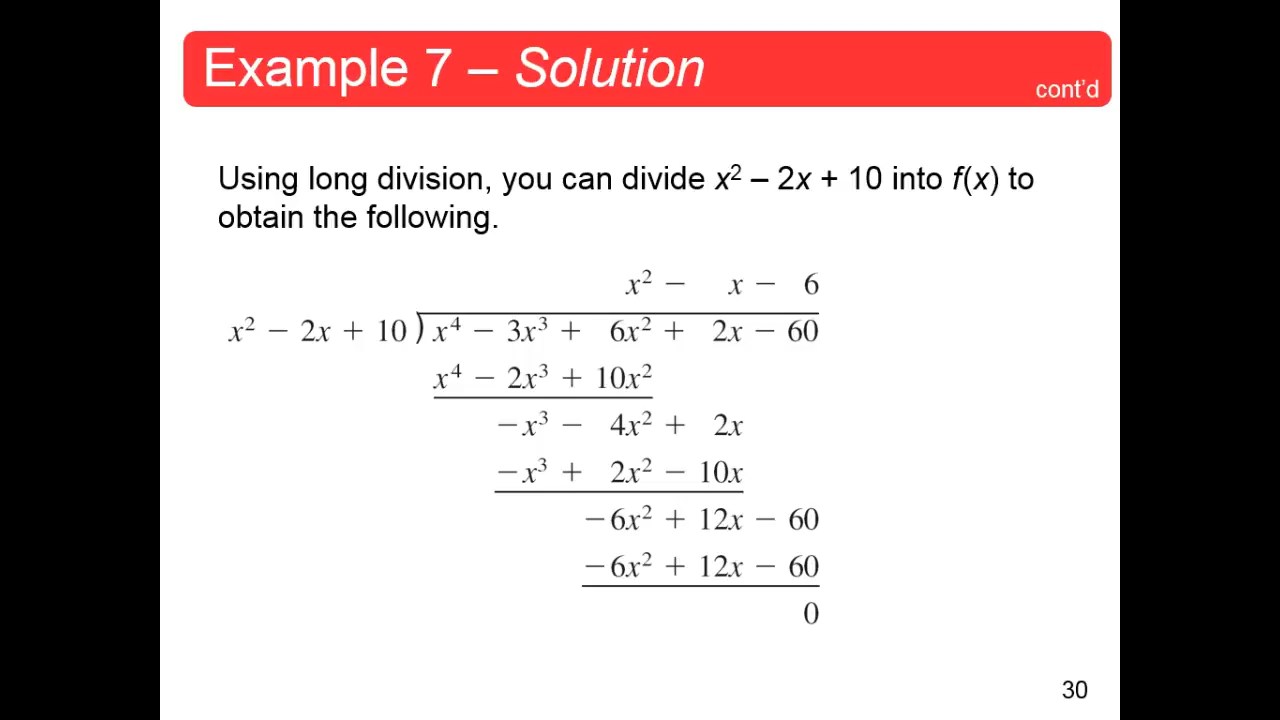 Example 7 – Solution
cont'd
Using long division, you can divide x² – 2x + 10 into f(x) to
obtain the following.
x² − x − 6
x² − 2x + 10 ) x⁴ − 3x³ + 6x² + 2x − 60
x⁴ − 2x³ + 10x²
−x³ − 4x² + 2x
−x³ + 2x² − 10x
−6x² + 12x − 60
−6x² + 12x − 60
0
30